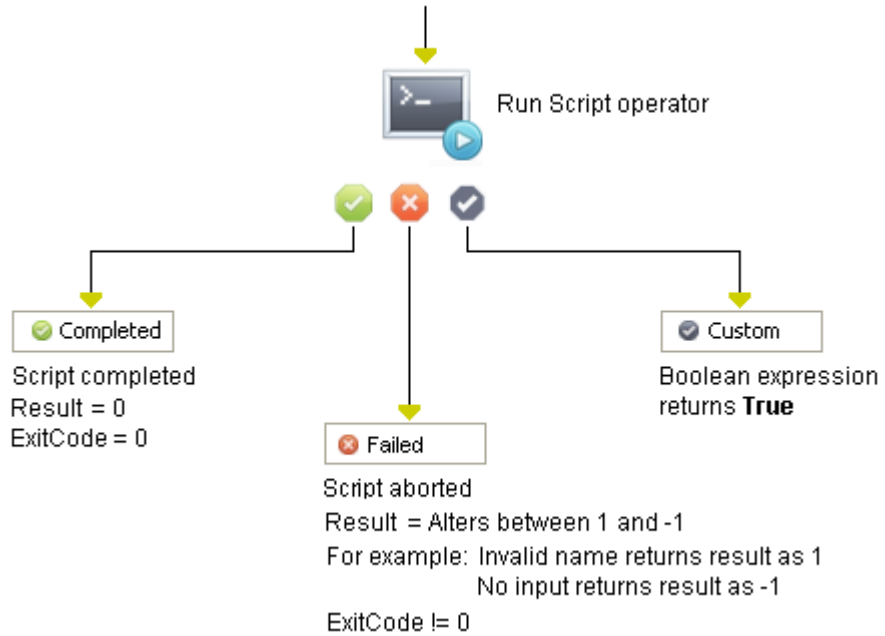 >_
Run Script operator
Completed
Script completed
Result = 0
ExitCode = 0
Failed
Script aborted
Result = Alters between 1 and -1
For example: Invalid name returns result as 1
No input returns result as -1
ExitCode != 0
Custom
Boolean expression
returns True